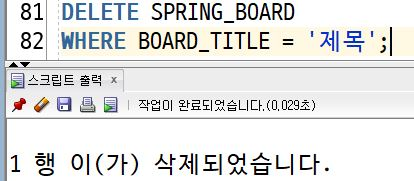 81 DELETE SPRING_BOARD
82 WHERE BOARD_TITLE = '제목';
스크립트 출력 x
작업이 완료되었습니다.(0,029초)
1 행 이(가) 삭제되었습니다.